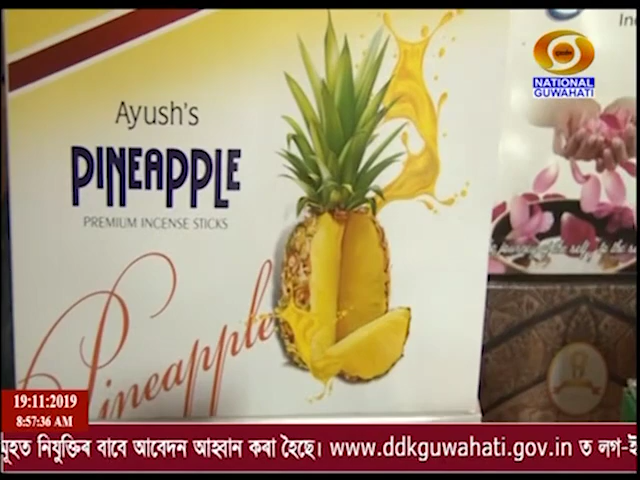 Ayush's
PINEAPPLE
PREMIUM INCENSE STICKS
Pineapple
NATIONAL
GUWAHATI
19:11:2019
8:57:36 AM
নিযুক্তিৰ বাবে আবেদন আহ্বান কৰা হৈছে। www.ddkguwahati.gov.in ত লগ-ই